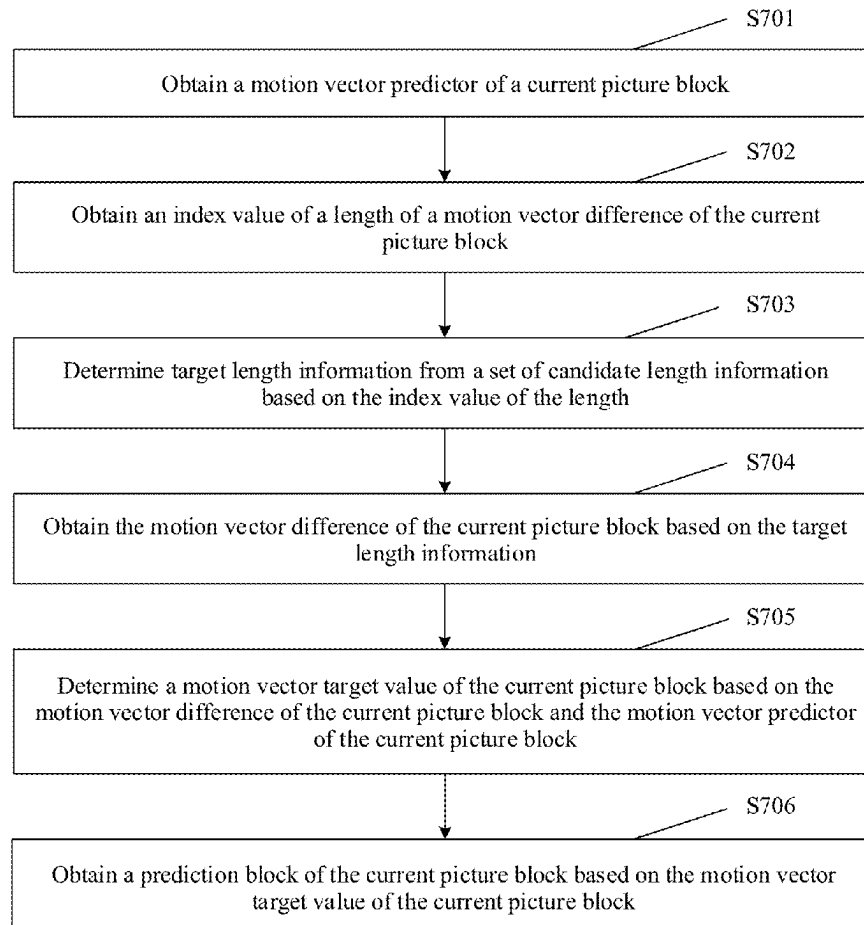 S701
Obtain a motion vector predictor of a current picture block
S702
Obtain an index value of a length of a motion vector difference of the current
picture block
S703
Determine target length information from a set of candidate length information
based on the index value of the length
S704
Obtain the motion vector difference of the current picture block based on the target
length information
S705
Determine a motion vector target value of the current picture block based on the
motion vector difference of the current picture block and the motion vector predictor
of the current picture block
S706
Obtain a prediction block of the current picture block based on the motion vector
target value of the current picture block